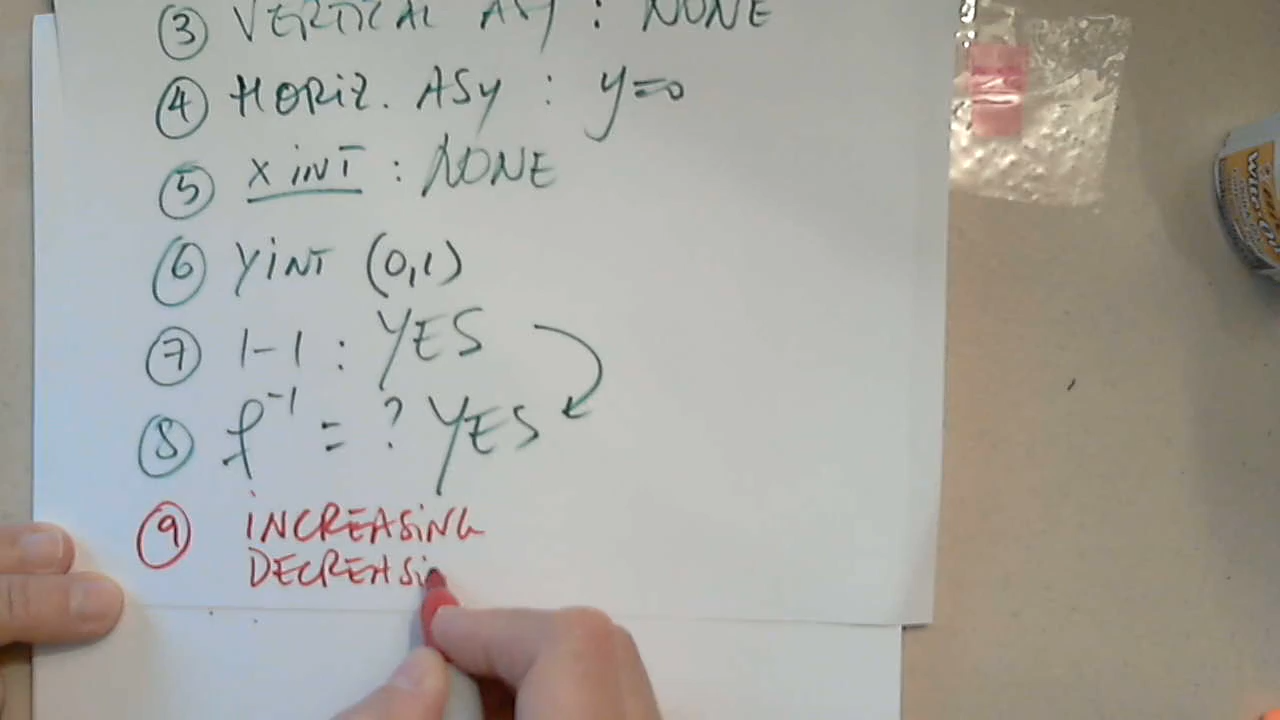 ③ VERTICAL ASY : NONE
④ HORIZ. ASY : y=0
⑤ X INT : NONE
⑥ YINT (0,1)
⑦ 1-1 : YES
⑧ f⁻¹ = ? YES
⑨ INCREASING
DECREASI